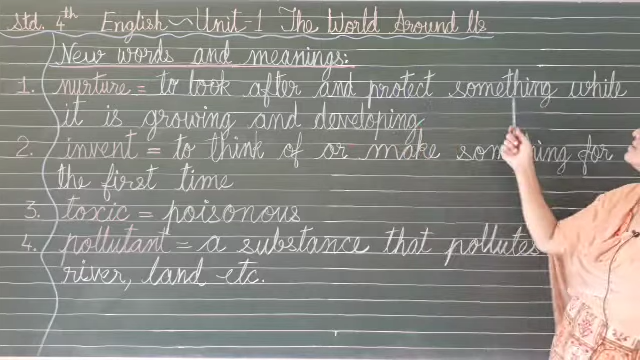 Std. 4th English ~ Unit-1 The World Around Us
New words and meanings:
1. nurture = to look after and protect something while
it is growing and developing
2. invent = to think of or make something for
the first time
3. toxic = poisonous
4. pollutant = a substance that pollutes
river, land etc.